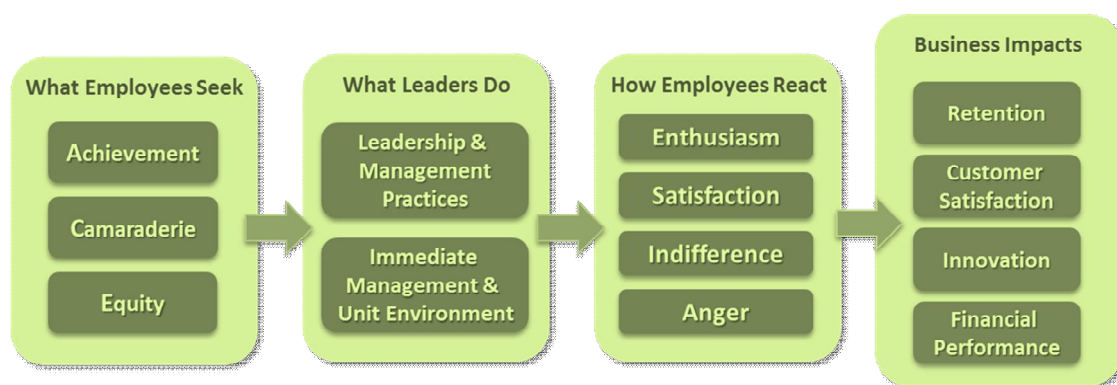 What Employees Seek
Achievement
Camaraderie
Equity
What Leaders Do
Leadership &
Management
Practices
Immediate
Management &
Unit Environment
How Employees React
Enthusiasm
Satisfaction
Indifference
Anger
Business Impacts
Retention
Customer
Satisfaction
Innovation
Financial
Performance